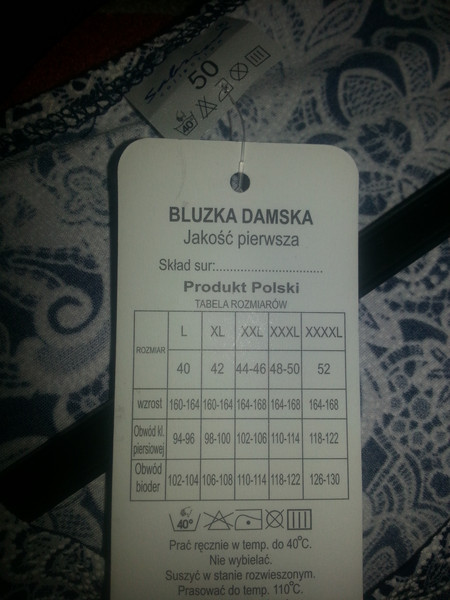 50
40°
BLUZKA DAMSKA
Jakość pierwsza
Skład sur:................................
Produkt Polski
TABELA ROZMIARÓW
ROZMIAR L XL XXL XXXL XXXXL
40 42 44-46 48-50 52
wzrost 160-164 160-164 164-168 164-168 164-168
Obwód kl. piersiowej 94-96 98-100 102-106 110-114 118-122
Obwód bioder 102-104 106-108 110-114 118-122 126-130
40°
Prać ręcznie w temp. do 40°C.
Nie wybielać.
Suszyć w stanie rozwieszonym.
Prasować do temp. 110°C.